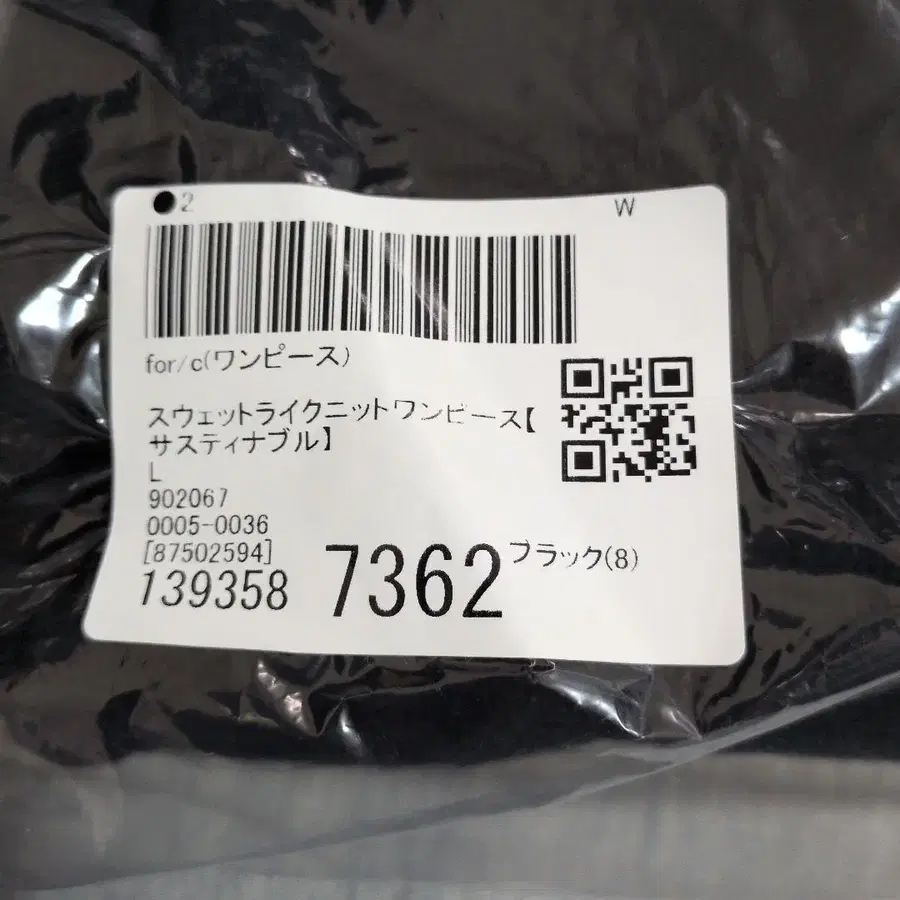 ●2 W
for/c(ワンピース)
スウェットライクニットワンピース【
サスティナブル】
L
902067
0005-0036
[87502594]
139358 7362 ブラック(8)